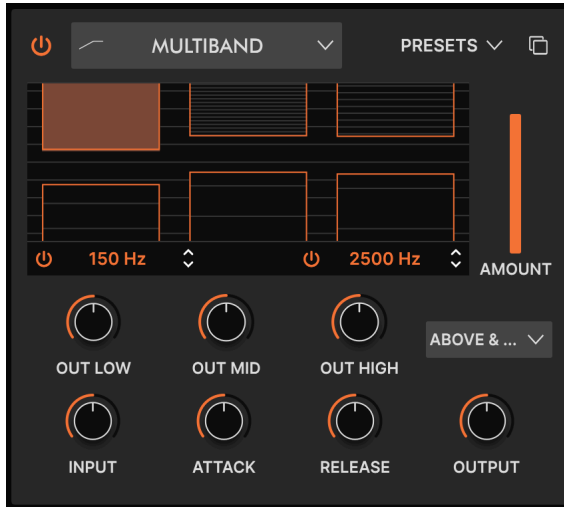 MULTIBAND
PRESETS
150 Hz
2500 Hz
AMOUNT
OUT LOW
OUT MID
OUT HIGH
ABOVE & ...
INPUT
ATTACK
RELEASE
OUTPUT